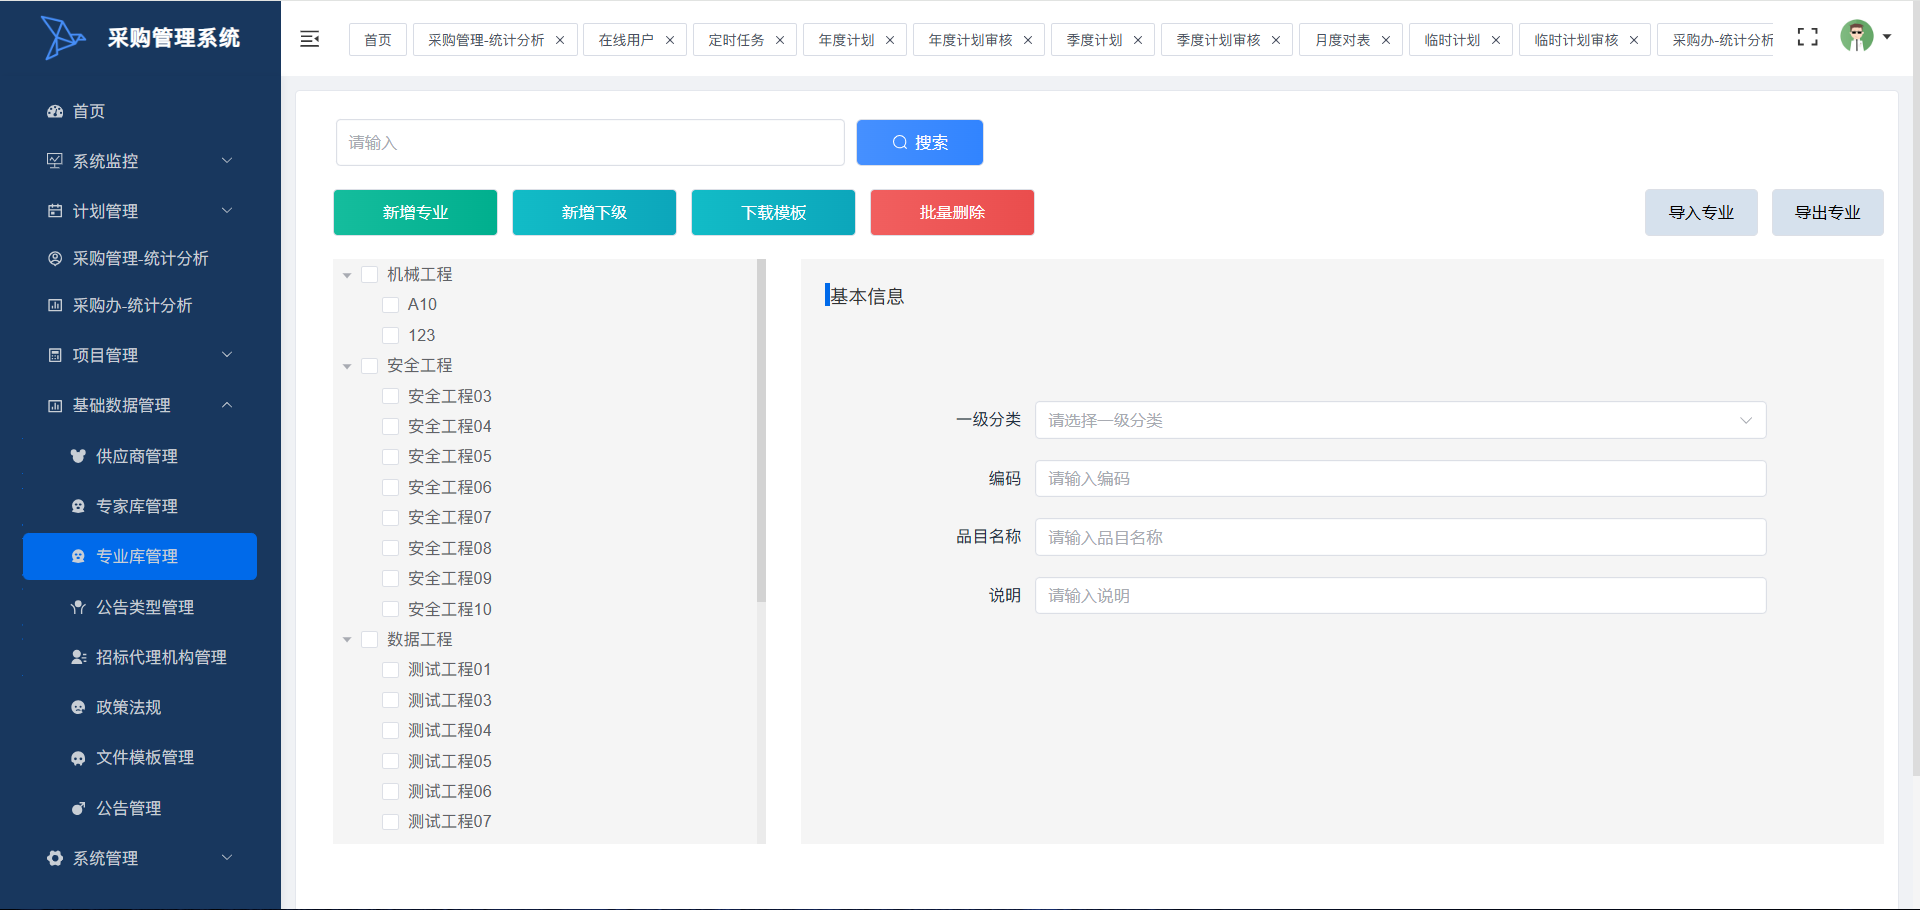 采购管理系统
首页
系统监控
计划管理
采购管理-统计分析
采购办-统计分析
项目管理
基础数据管理
供应商管理
专家库管理
专业库管理
公告类型管理
招标代理机构管理
政策法规
文件模板管理
公告管理
系统管理
首页
采购管理-统计分析
在线用户
定时任务
年度计划
年度计划审核
季度计划
季度计划审核
月度对表
临时计划
临时计划审核
采购办-统计分析
请输入
搜索
新增专业
新增下级
下载模板
批量删除
导入专业
导出专业
机械工程
A10
123
安全工程
安全工程03
安全工程04
安全工程05
安全工程06
安全工程07
安全工程08
安全工程09
安全工程10
数据工程
测试工程01
测试工程03
测试工程04
测试工程05
测试工程06
测试工程07
基本信息
一级分类 请选择一级分类
编码 请输入编码
品目名称 请输入品目名称
说明 请输入说明